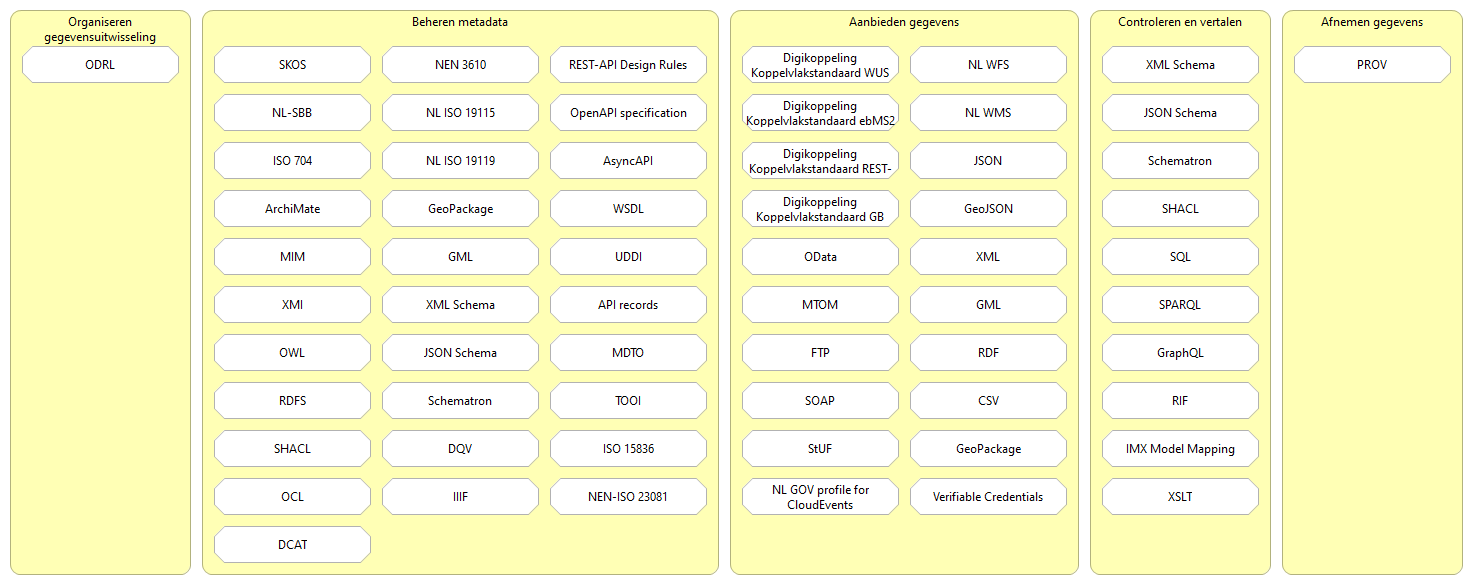 Organiseren
gegevensuitwisseling
ODRL
Beheren metadata
SKOS
NL-SBB
ISO 704
ArchiMate
MIM
XMI
OWL
RDFS
SHACL
OCL
DCAT
NEN 3610
NL ISO 19115
NL ISO 19119
GeoPackage
GML
XML Schema
JSON Schema
Schematron
DQV
IIIF
REST-API Design Rules
OpenAPI specification
AsyncAPI
WSDL
UDDI
API records
MDTO
TOOI
ISO 15836
NEN-ISO 23081
Aanbieden gegevens
Digikoppeling
Koppelvlakstandaard WUS
Digikoppeling
Koppelvlakstandaard ebMS2
Digikoppeling
Koppelvlakstandaard REST-
Digikoppeling
Koppelvlakstandaard GB
OData
MTOM
FTP
SOAP
StUF
NL GOV profile for
CloudEvents
NL WFS
NL WMS
JSON
GeoJSON
XML
GML
RDF
CSV
GeoPackage
Verifiable Credentials
Controleren en vertalen
XML Schema
JSON Schema
Schematron
SHACL
SQL
SPARQL
GraphQL
RIF
IMX Model Mapping
XSLT
Afnemen gegevens
PROV